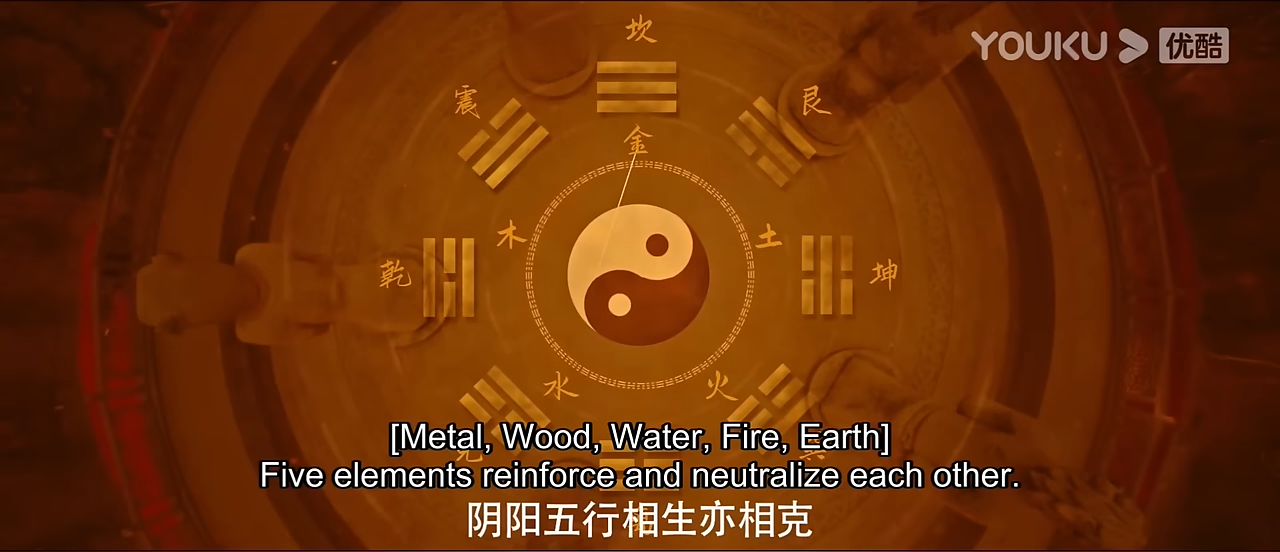 坎
YOUKU 优酷
震
艮
金
木
土
乾
坤
水
火
[Metal, Wood, Water, Fire, Earth]
Five elements reinforce and neutralize each other.
阴阳五行相生亦相克